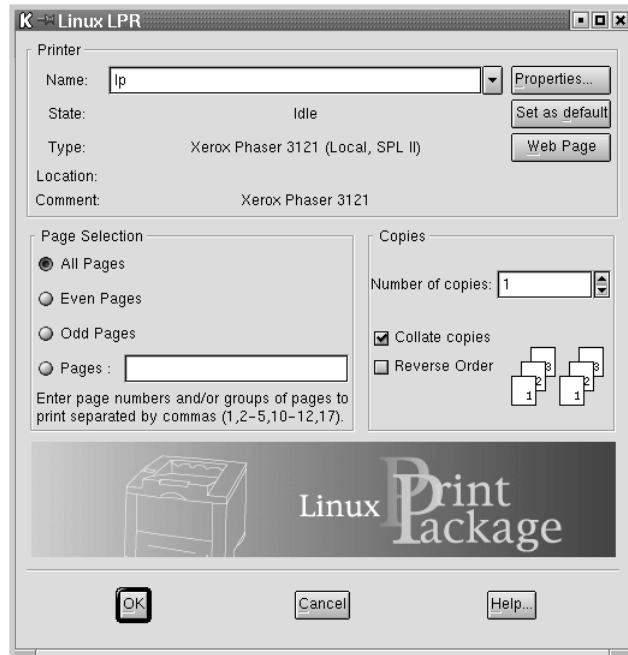 K Linux LPR
Printer
Name: lp Properties...
State: Idle Set as default
Type: Xerox Phaser 3121 (Local, SPL II) Web Page
Location:
Comment: Xerox Phaser 3121
Page Selection
All Pages
Even Pages
Odd Pages
Pages :
Enter page numbers and/or groups of pages to
print separated by commas (1,2-5,10-12,17).
Copies
Number of copies: 1
Collate copies
Reverse Order
3 3
2 2
1 1
Linux Print
Package
OK Cancel Help...